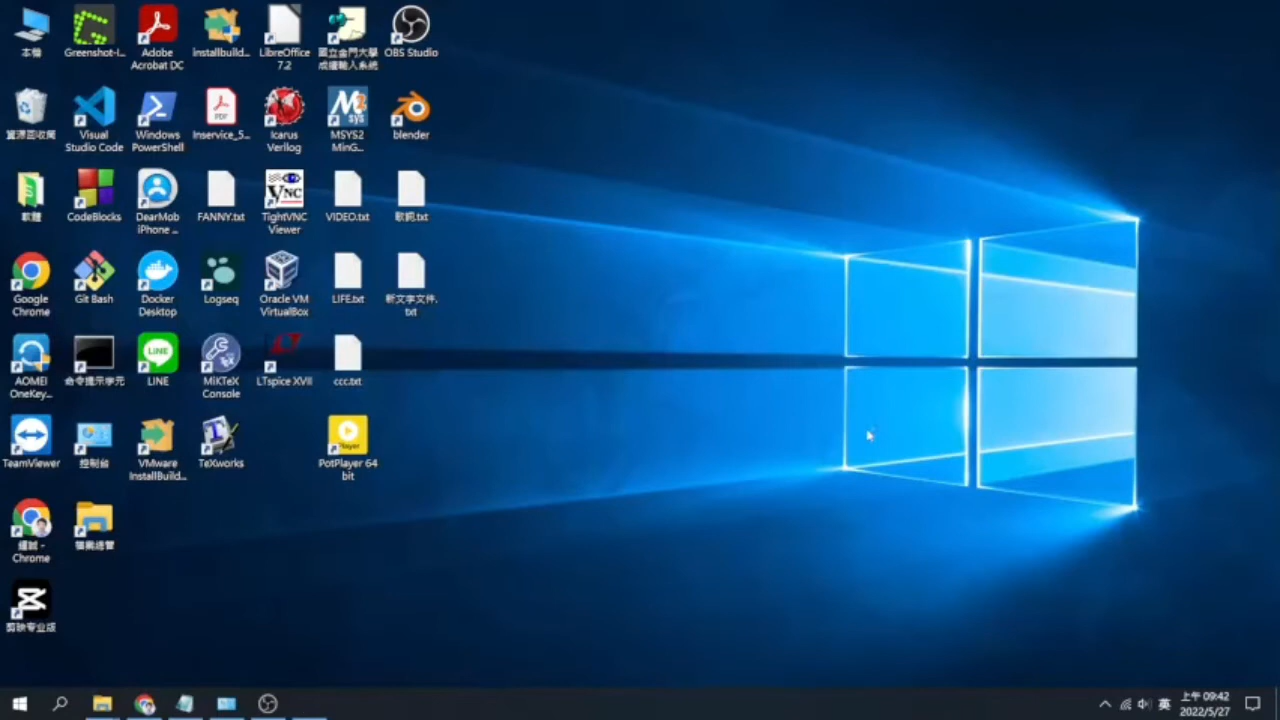 本機
Greenshot-I...
Adobe
Acrobat DC
installbuild...
LibreOffice
7.2
國立金門大學
成績輸入系統
OBS Studio
資源回收筒
Visual
Studio Code
Windows
PowerShell
PDF
Inservice_5...
Icarus
Verilog
M
sys
MSYS2
MinG...
blender
軟體
CodeBlocks
DearMob
iPhone ...
FANNY.txt
VNC
TightVNC
Viewer
VIDEO.txt
歌詞.txt
Google
Chrome
Git Bash
Docker
Desktop
Logseq
Oracle VM
VirtualBox
LIFE.txt
新文字文件.
txt
AOMEI
OneKey...
命令提示字元
LINE
LINE
MiKTeX
Console
LTspice XVII
ccc.txt
TeamViewer
控制台
VMware
InstallBuild...
TeXworks
Player
PotPlayer 64
bit
Chrome
檔案總管
剪映专业版
英
上午 09:42
2022/5/27